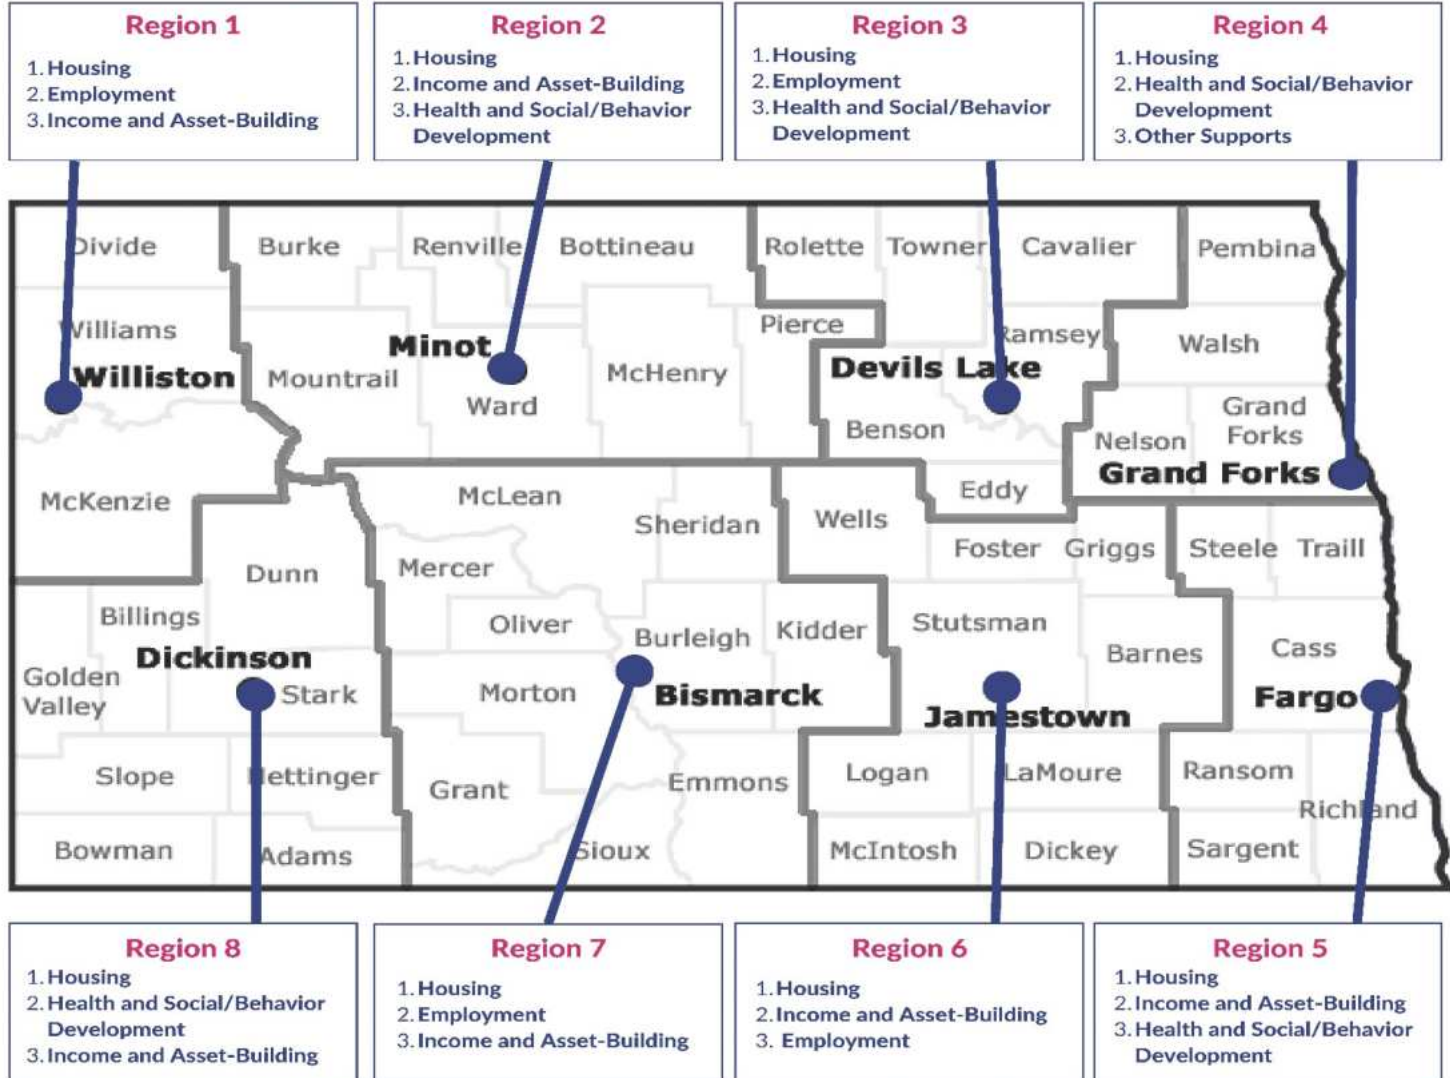 Region 1
1. Housing
2. Employment
3. Income and Asset-Building
Region 2
1. Housing
2. Income and Asset-Building
3. Health and Social/Behavior
Development
Region 3
1. Housing
2. Employment
3. Health and Social/Behavior
Development
Region 4
1. Housing
2. Health and Social/Behavior
Development
3. Other Supports
Divide
Burke
Renville
Bottineau
Rolette
Towner
Cavalier
Pembina
Williams
Pierce
Ramsey
Walsh
Minot
Williston
Mountrail
McHenry
Devils Lake
Ward
Benson
Nelson
Grand
Forks
Grand Forks
McKenzie
McLean
Sheridan
Wells
Eddy
Foster
Griggs
Steele
Traill
Dunn
Mercer
Billings
Oliver
Burleigh
Kidder
Stutsman
Barnes
Cass
Dickinson
Golden
Valley
Stark
Morton
Bismarck
Jamestown
Fargo
Slope
Hettinger
Grant
Emmons
Logan
LaMoure
Ransom
Richland
Bowman
Adams
Sioux
McIntosh
Dickey
Sargent
Region 8
1. Housing
2. Health and Social/Behavior
Development
3. Income and Asset-Building
Region 7
1. Housing
2. Employment
3. Income and Asset-Building
Region 6
1. Housing
2. Income and Asset-Building
3. Employment
Region 5
1. Housing
2. Income and Asset-Building
3. Health and Social/Behavior
Development